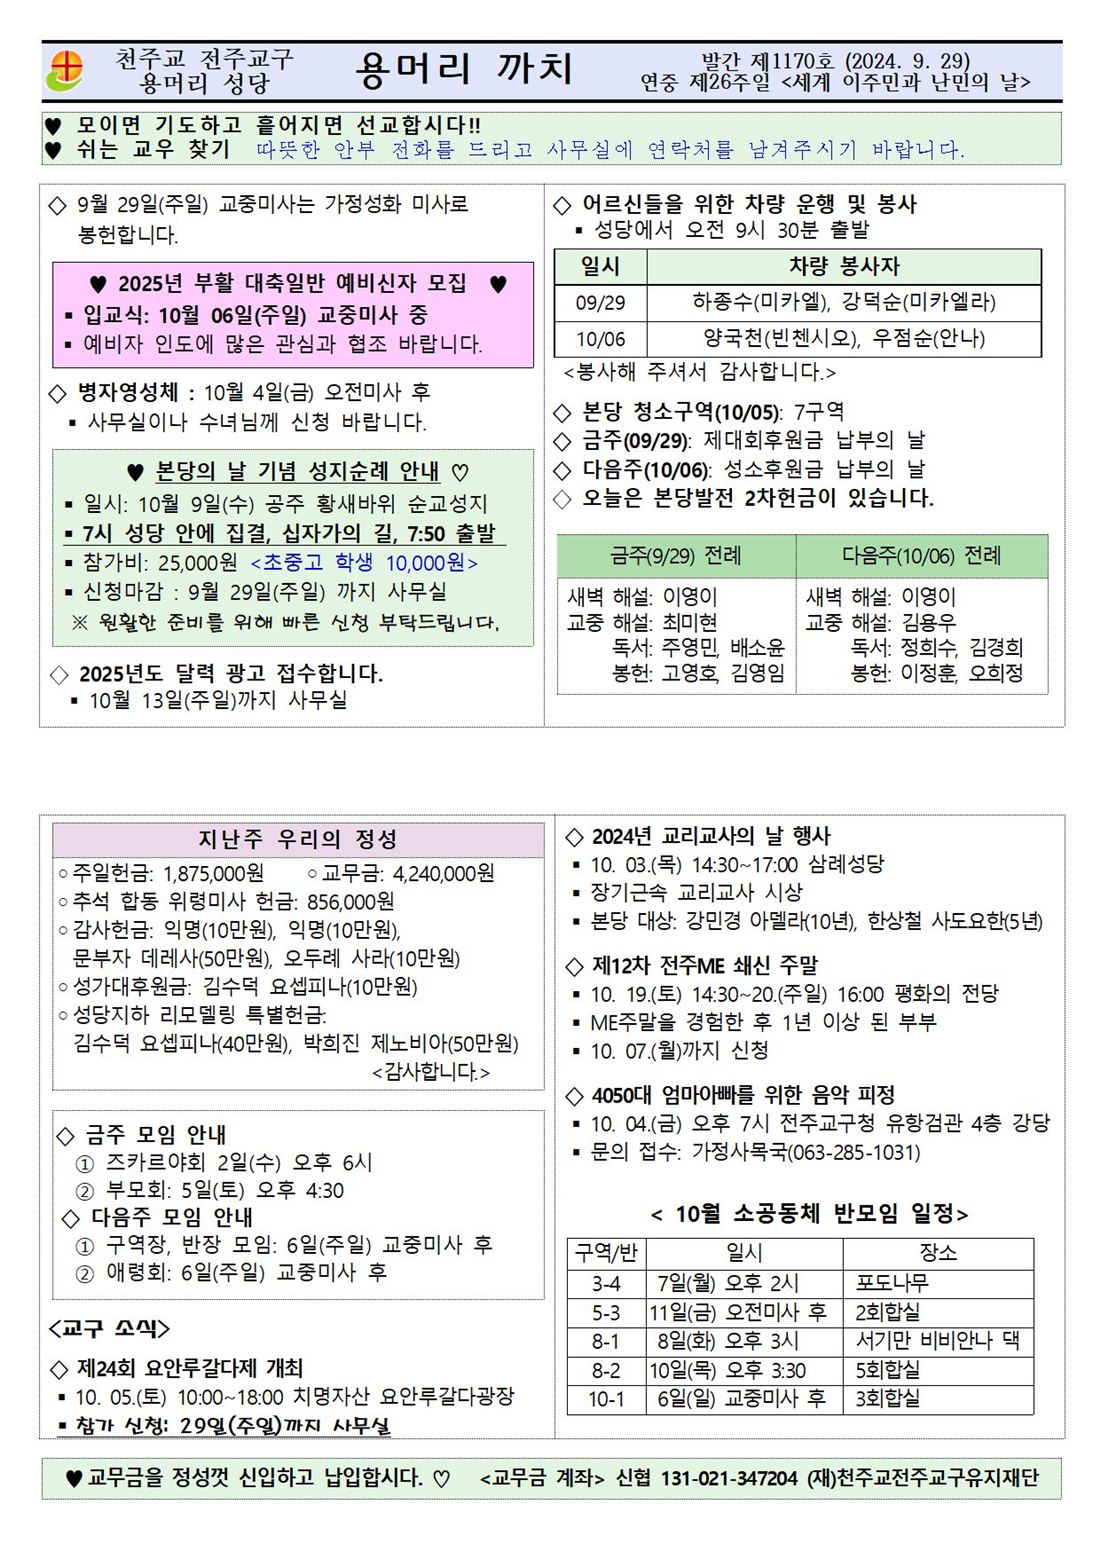 천주교 전주교구
용머리 성당
용머리 까치
발간 제1170호 (2024. 9. 29)
연중 제26주일 <세계 이주민과 난민의 날>
♥ 모이면 기도하고 흩어지면 선교합시다!!
♥ 쉬는 교우 찾기 따뜻한 안부 전화를 드리고 사무실에 연락처를 남겨주시기 바랍니다.
◇ 9월 29일(주일) 교중미사는 가정성화 미사로
봉헌합니다.
♥ 2025년 부활 대축일반 예비신자 모집 ♥
▪ 입교식: 10월 06일(주일) 교중미사 중
▪ 예비자 인도에 많은 관심과 협조 바랍니다.
◇ 병자영성체 : 10월 4일(금) 오전미사 후
▪ 사무실이나 수녀님께 신청 바랍니다.
♥ 본당의 날 기념 성지순례 안내 ♡
▪ 일시: 10월 9일(수) 공주 황새바위 순교성지
▪ 7시 성당 안에 집결, 십자가의 길, 7:50 출발
▪ 참가비: 25,000원 <초중고 학생 10,000원>
▪ 신청마감 : 9월 29일(주일) 까지 사무실
※ 원활한 준비를 위해 빠른 신청 부탁드립니다.
◇ 2025년도 달력 광고 접수합니다.
▪ 10월 13일(주일)까지 사무실
◇ 어르신들을 위한 차량 운행 및 봉사
▪ 성당에서 오전 9시 30분 출발
일시 차량 봉사자
09/29 하종수(미카엘), 강덕순(미카엘라)
10/06 양국천(빈첸시오), 우점순(안나)
<봉사해 주셔서 감사합니다.>
◇ 본당 청소구역(10/05): 7구역
◇ 금주(09/29): 제대회후원금 납부의 날
◇ 다음주(10/06): 성소후원금 납부의 날
◇ 오늘은 본당발전 2차헌금이 있습니다.
금주(9/29) 전례 다음주(10/06) 전례
새벽 해설: 이영이 새벽 해설: 이영이
교중 해설: 최미현 교중 해설: 김용우
독서: 주영민, 배소윤 독서: 정희수, 김경희
봉헌: 고영호, 김영임 봉헌: 이정훈, 오희정
지난주 우리의 정성
○ 주일헌금: 1,875,000원 ○ 교무금: 4,240,000원
○ 추석 합동 위령미사 헌금: 856,000원
○ 감사헌금: 익명(10만원), 익명(10만원),
문부자 데레사(50만원), 오두례 사라(10만원)
○ 성가대후원금: 김수덕 요셉피나(10만원)
○ 성당지하 리모델링 특별헌금:
김수덕 요셉피나(40만원), 박희진 제노비아(50만원)
<감사합니다.>
◇ 금주 모임 안내
① 즈카르야회 2일(수) 오후 6시
② 부모회: 5일(토) 오후 4:30
◇ 다음주 모임 안내
① 구역장, 반장 모임: 6일(주일) 교중미사 후
② 애령회: 6일(주일) 교중미사 후
<교구 소식>
◇ 제24회 요안루갈다제 개최
▪ 10. 05.(토) 10:00~18:00 치명자산 요안루갈다광장
▪ 참가 신청: 29일(주일)까지 사무실
◇ 2024년 교리교사의 날 행사
▪ 10. 03.(목) 14:30~17:00 삼례성당
▪ 장기근속 교리교사 시상
▪ 본당 대상: 강민경 아델라(10년), 한상철 사도요한(5년)
◇ 제12차 전주ME 쇄신 주말
▪ 10. 19.(토) 14:30~20.(주일) 16:00 평화의 전당
▪ ME주말을 경험한 후 1년 이상 된 부부
▪ 10. 07.(월)까지 신청
◇ 4050대 엄마아빠를 위한 음악 피정
▪ 10. 04.(금) 오후 7시 전주교구청 유항검관 4층 강당
▪ 문의 접수: 가정사목국(063-285-1031)
< 10월 소공동체 반모임 일정>
구역/반 일시 장소
3-4 7일(월) 오후 2시 포도나무
5-3 11일(금) 오전미사 후 2회합실
8-1 8일(화) 오후 3시 서기만 비비안나 댁
8-2 10일(목) 오후 3:30 5회합실
10-1 6일(일) 교중미사 후 3회합실
♥ 교무금을 정성껏 신입하고 납입합시다. ♡ <교무금 계좌> 신협 131-021-347204 (재)천주교전주교구유지재단